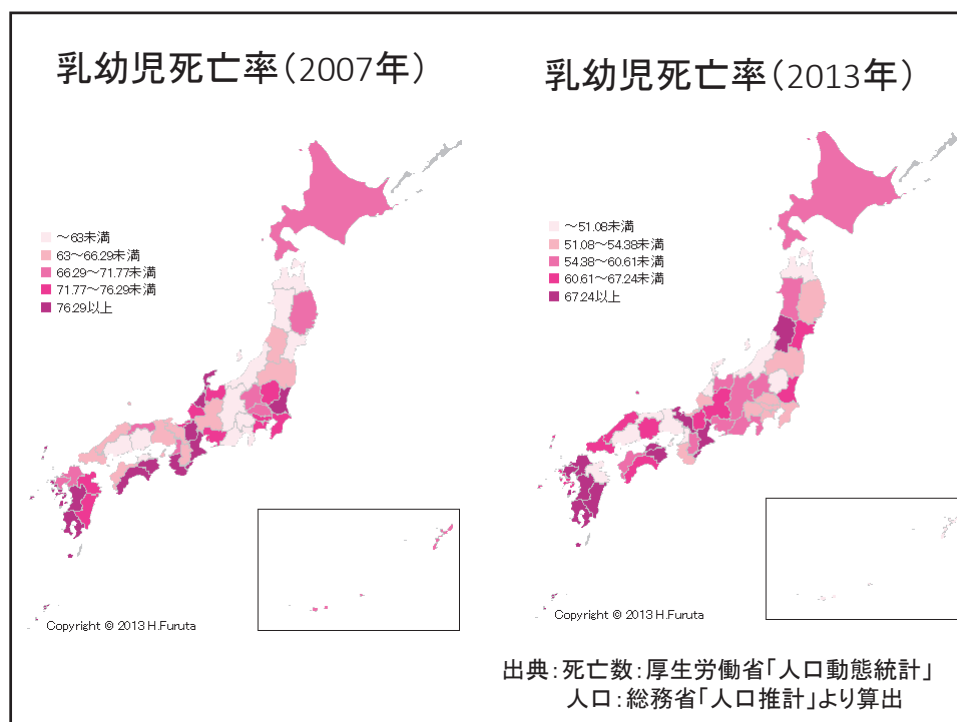 乳幼児死亡率（2007年）
～63未満
63～66.29未満
66.29～71.77未満
71.77～76.29未満
76.29以上
Copyright © 2013 H.Furuta
乳幼児死亡率（2013年）
～51.08未満
51.08～54.38未満
54.38～60.61未満
60.61～67.24未満
67.24以上
Copyright © 2013 H.Furuta
出典：死亡数：厚生労働省「人口動態統計」
人口：総務省「人口推計」より算出